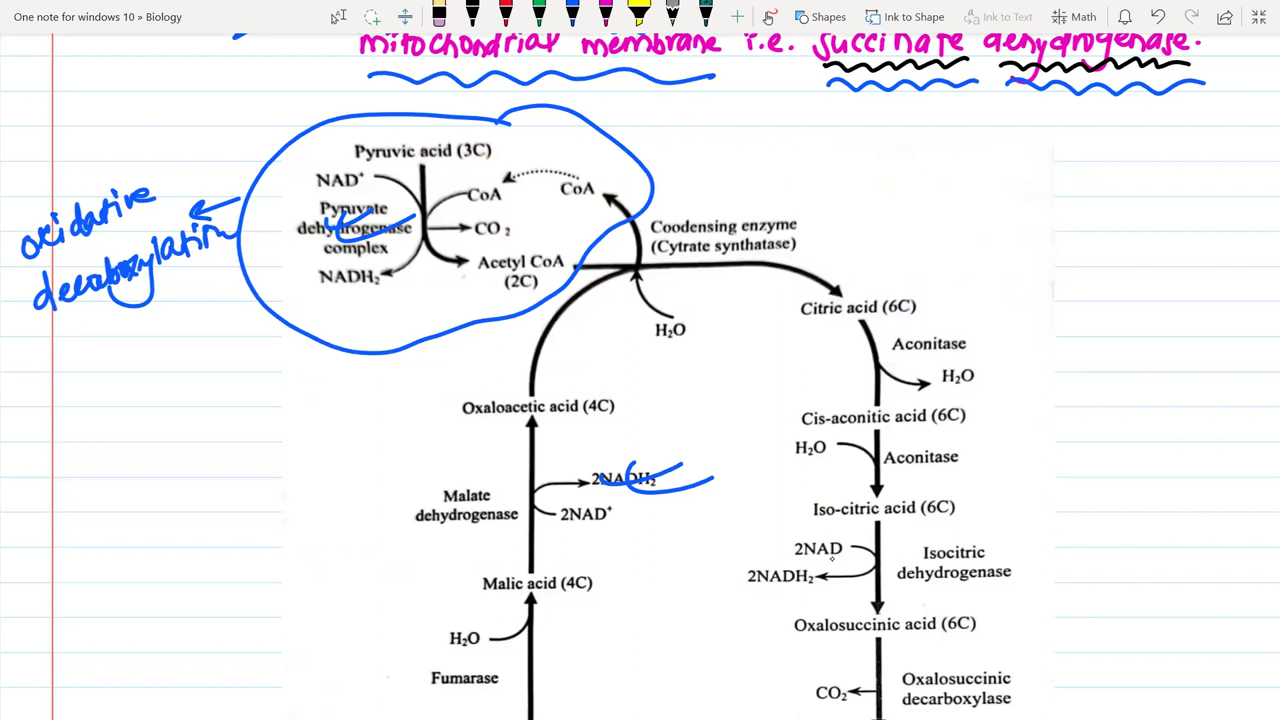 One note for windows 10 » Biology
Shapes
Ink to Shape
Ink to Text
Math
mitochondrial membrane i.e. succinate dehydrogenase.
Pyruvic acid (3C)
NAD⁺
CoA
CoA
Pyruvate
dehydrogenase
complex
CO₂
NADH₂
Acetyl CoA
(2C)
oxidative
decarboxylation
Coodensing enzyme
(Cytrate synthatase)
H₂O
Citric acid (6C)
Aconitase
H₂O
Cis-aconitic acid (6C)
H₂O
Aconitase
Iso-citric acid (6C)
2NAD
2NADH₂
Isocitric
dehydrogenase
Oxalosuccinic acid (6C)
CO₂
Oxalosuccinic
decarboxylase
Oxaloacetic acid (4C)
2NADH₂
Malate
dehydrogenase
2NAD⁺
Malic acid (4C)
H₂O
Fumarase